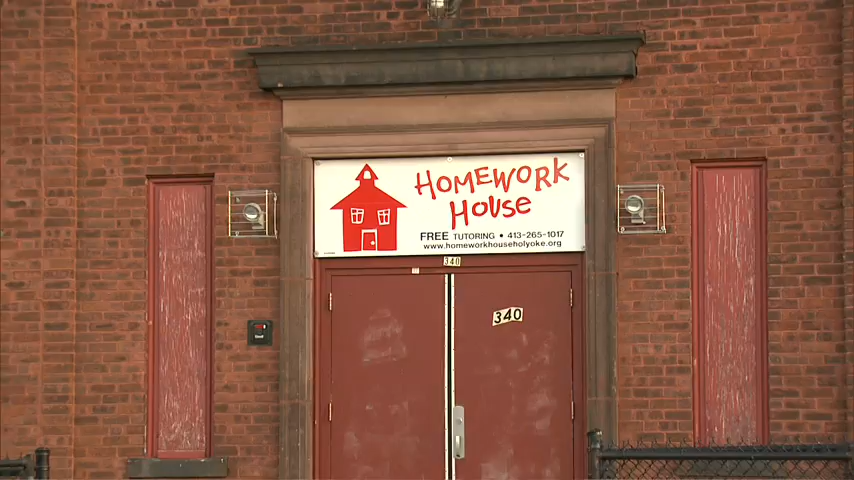 HOMEWORK
HOUSE
FREE TUTORING • 413-265-1017
www.homeworkhouseholyoke.org
340
340